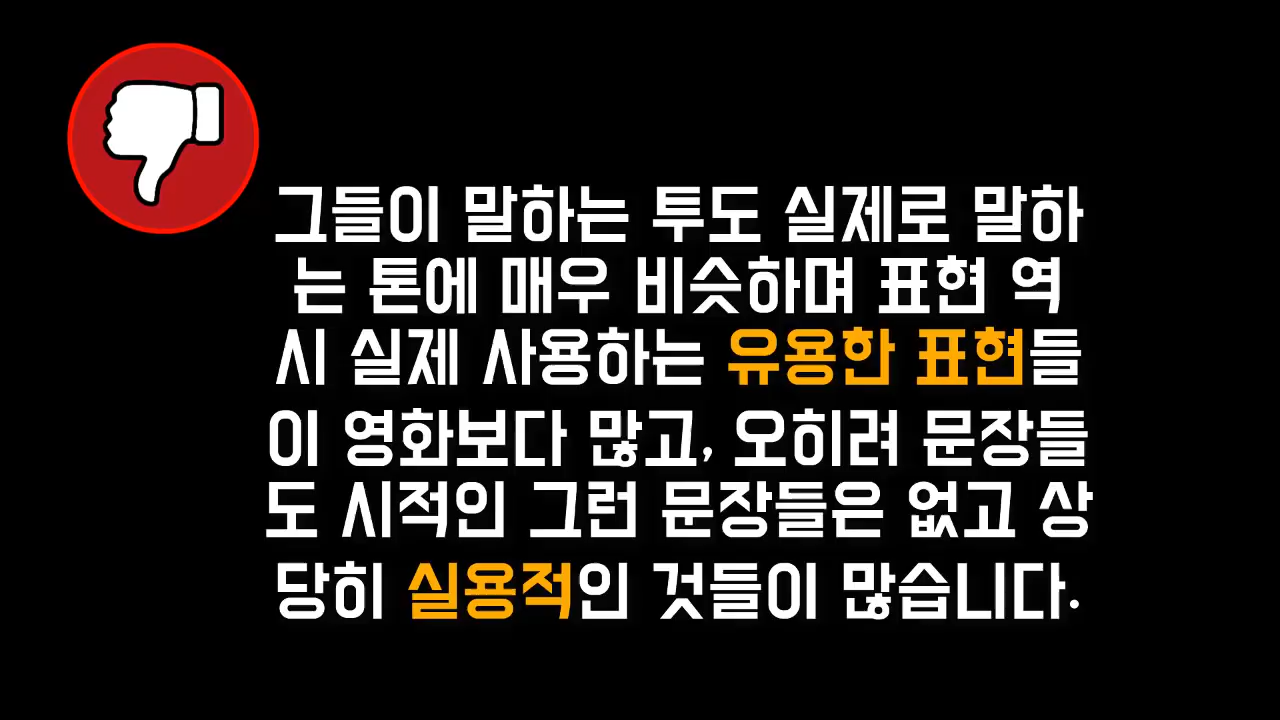 그들이 말하는 투도 실제로 말하
는 톤에 매우 비슷하며 표현 역
시 실제 사용하는 유용한 표현들
이 영화보다 많고, 오히려 문장들
도 시적인 그런 문장들은 없고 상
당히 실용적인 것들이 많습니다.